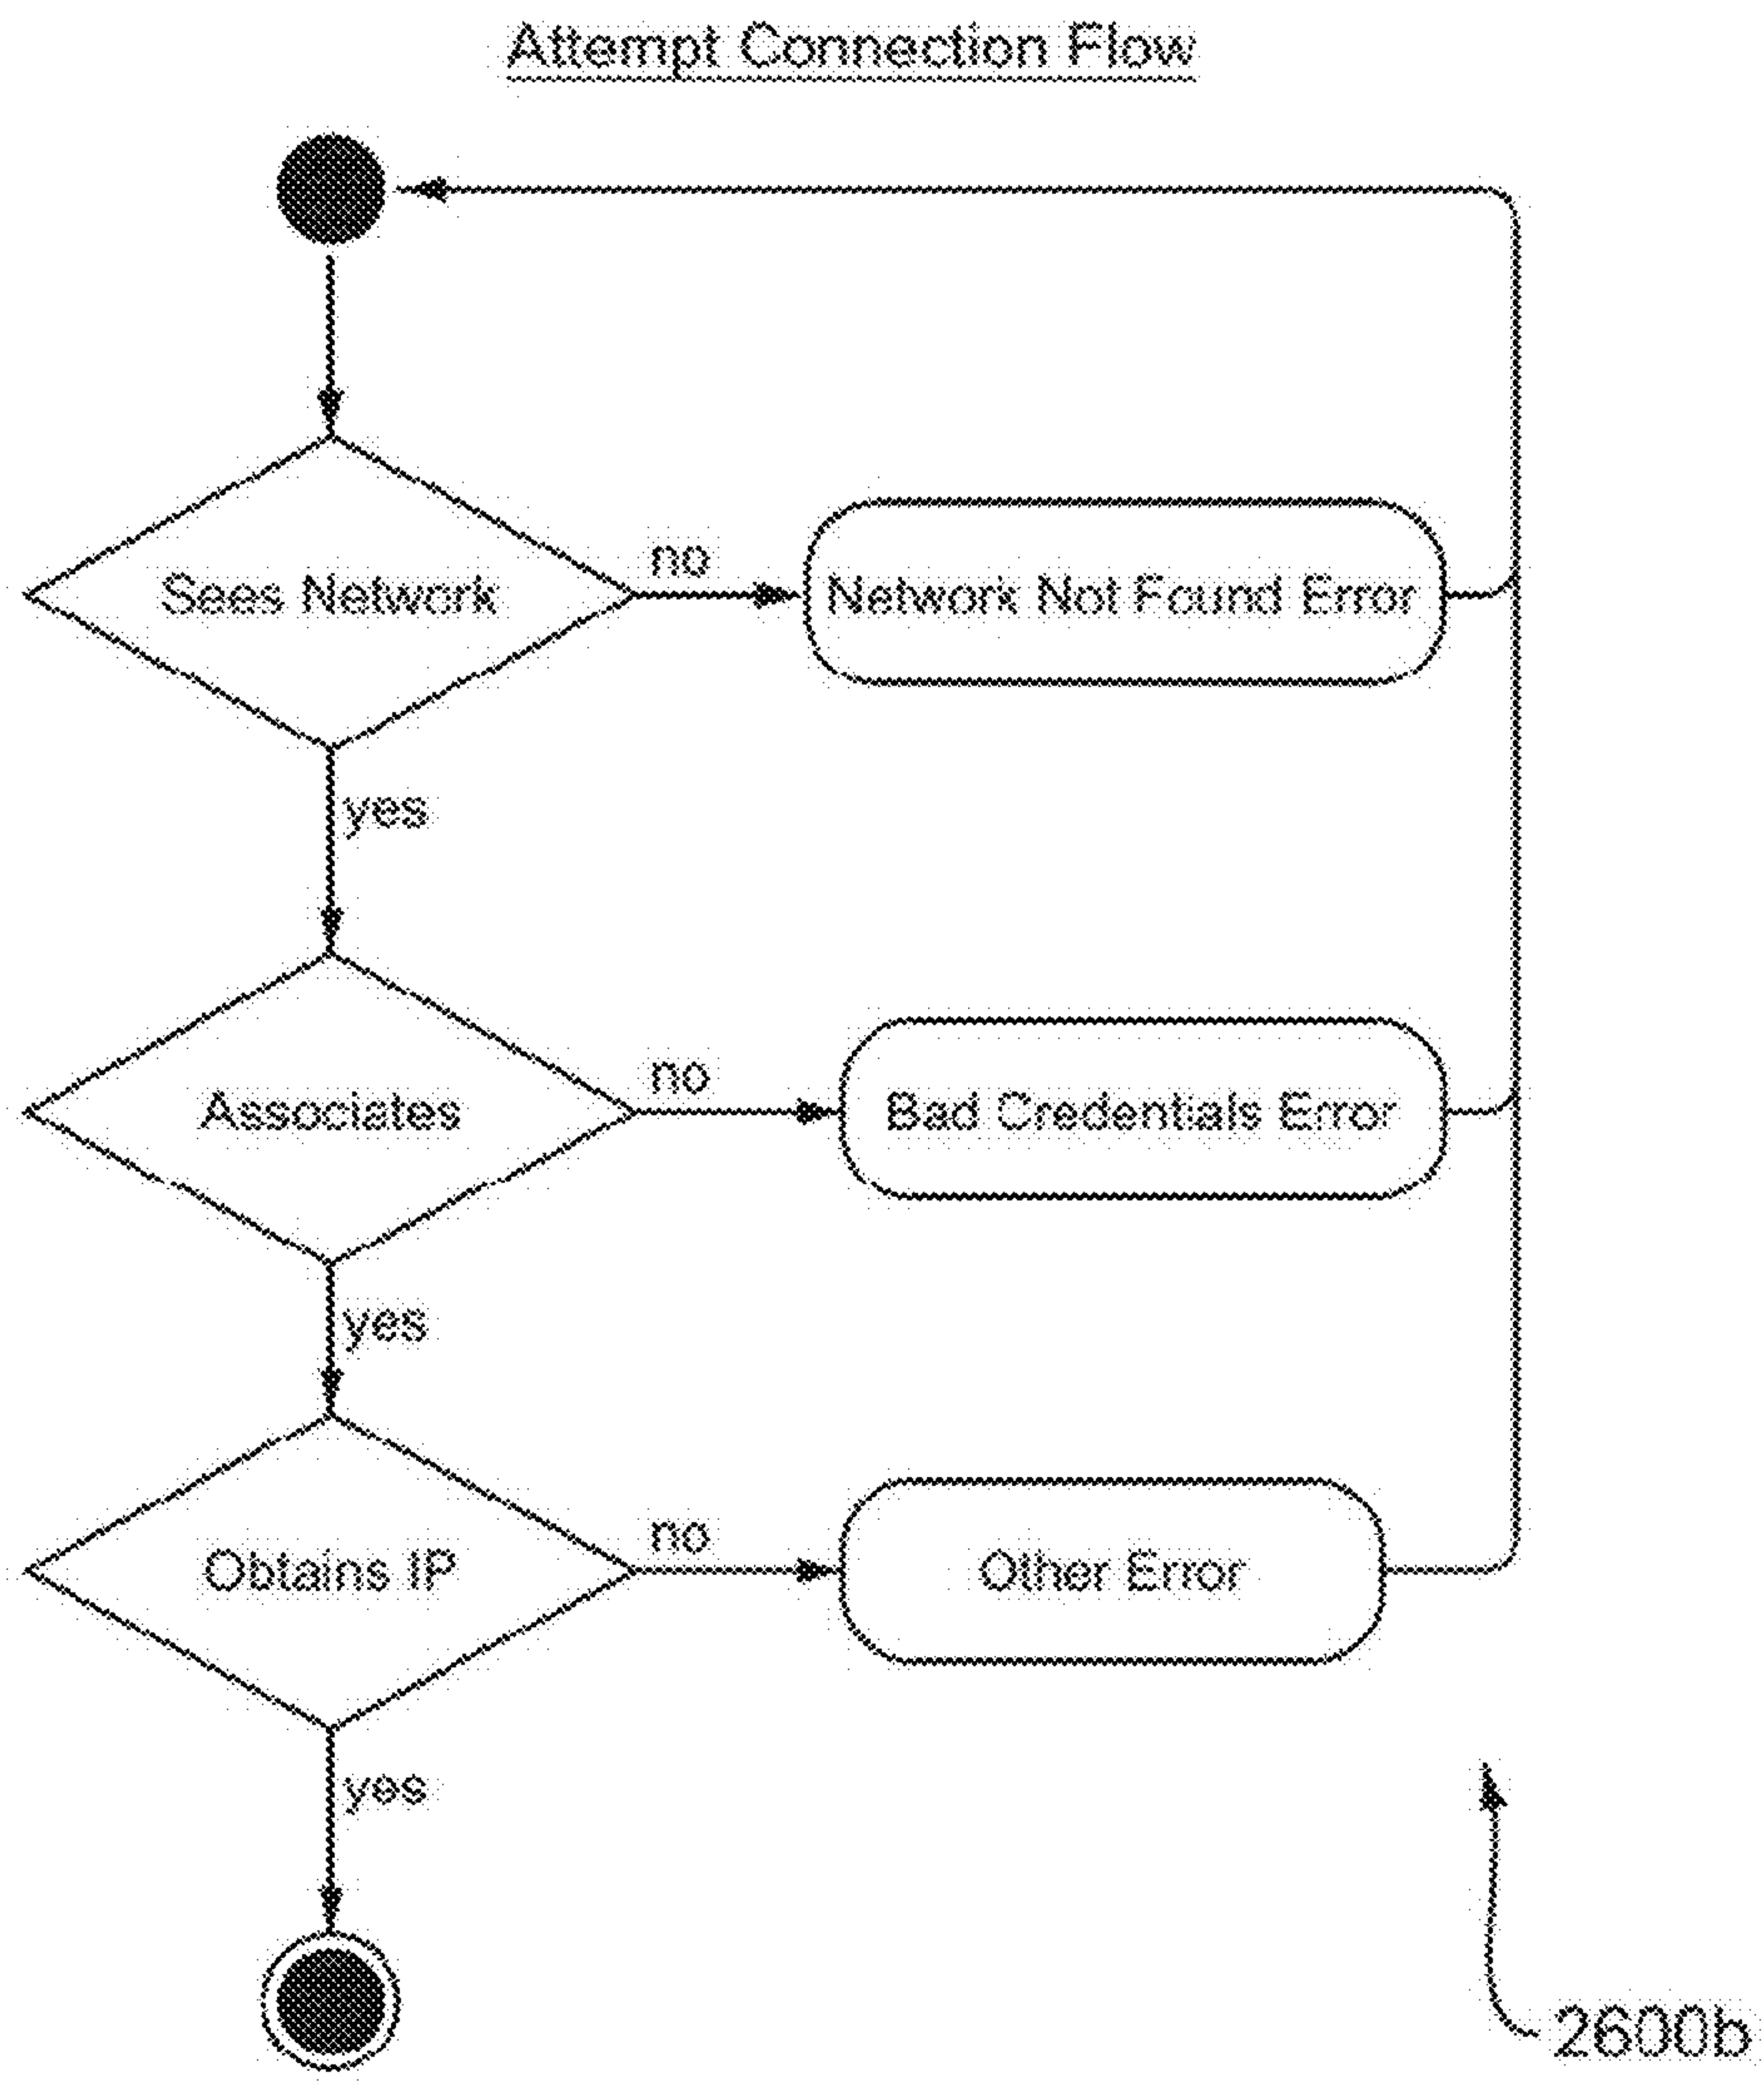 Attempt Connection Flow
Sees Network
no
Network Not Found Error
yes
Associates
no
Bad Credentials Error
yes
Obtains IP
no
Other Error
yes
2600b